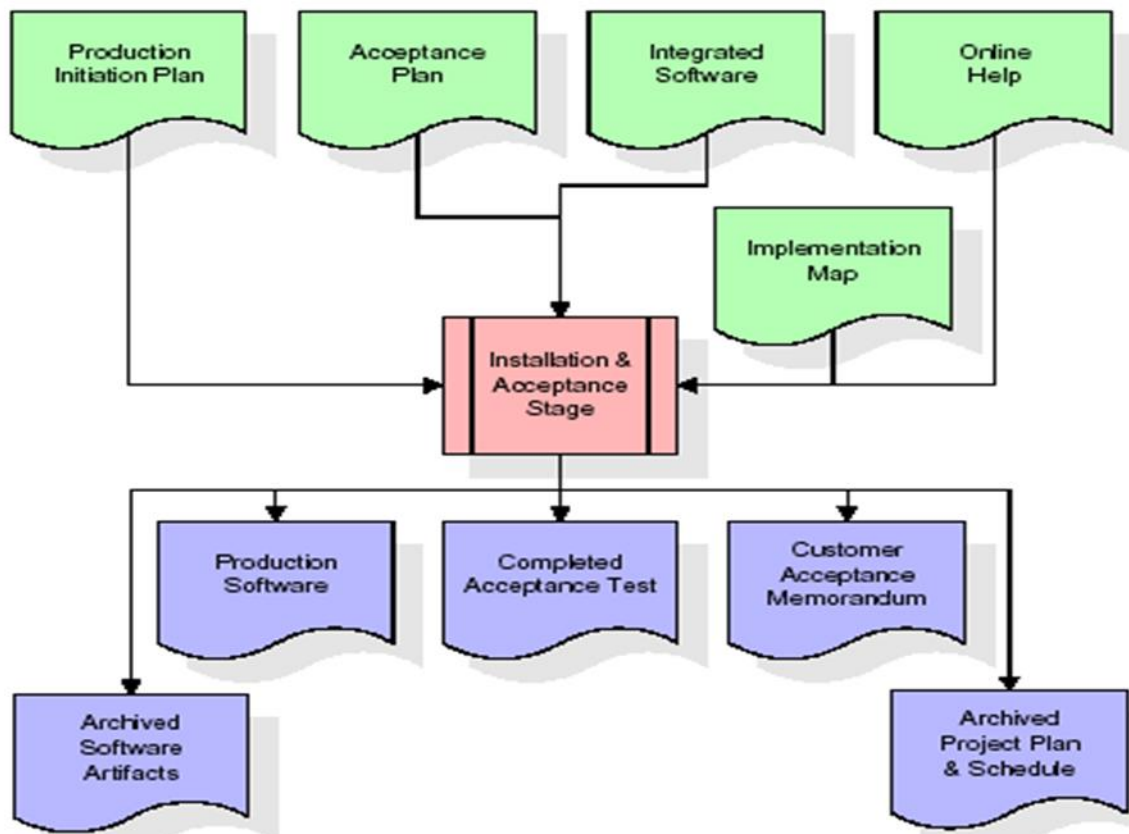 Production
Initiation Plan
Acceptance
Plan
Integrated
Software
Online
Help
Implementation
Map
Installation &
Acceptance
Stage
Production
Software
Completed
Acceptance Test
Customer
Acceptance
Memorandum
Archived
Software
Artifacts
Archived
Project Plan
& Schedule